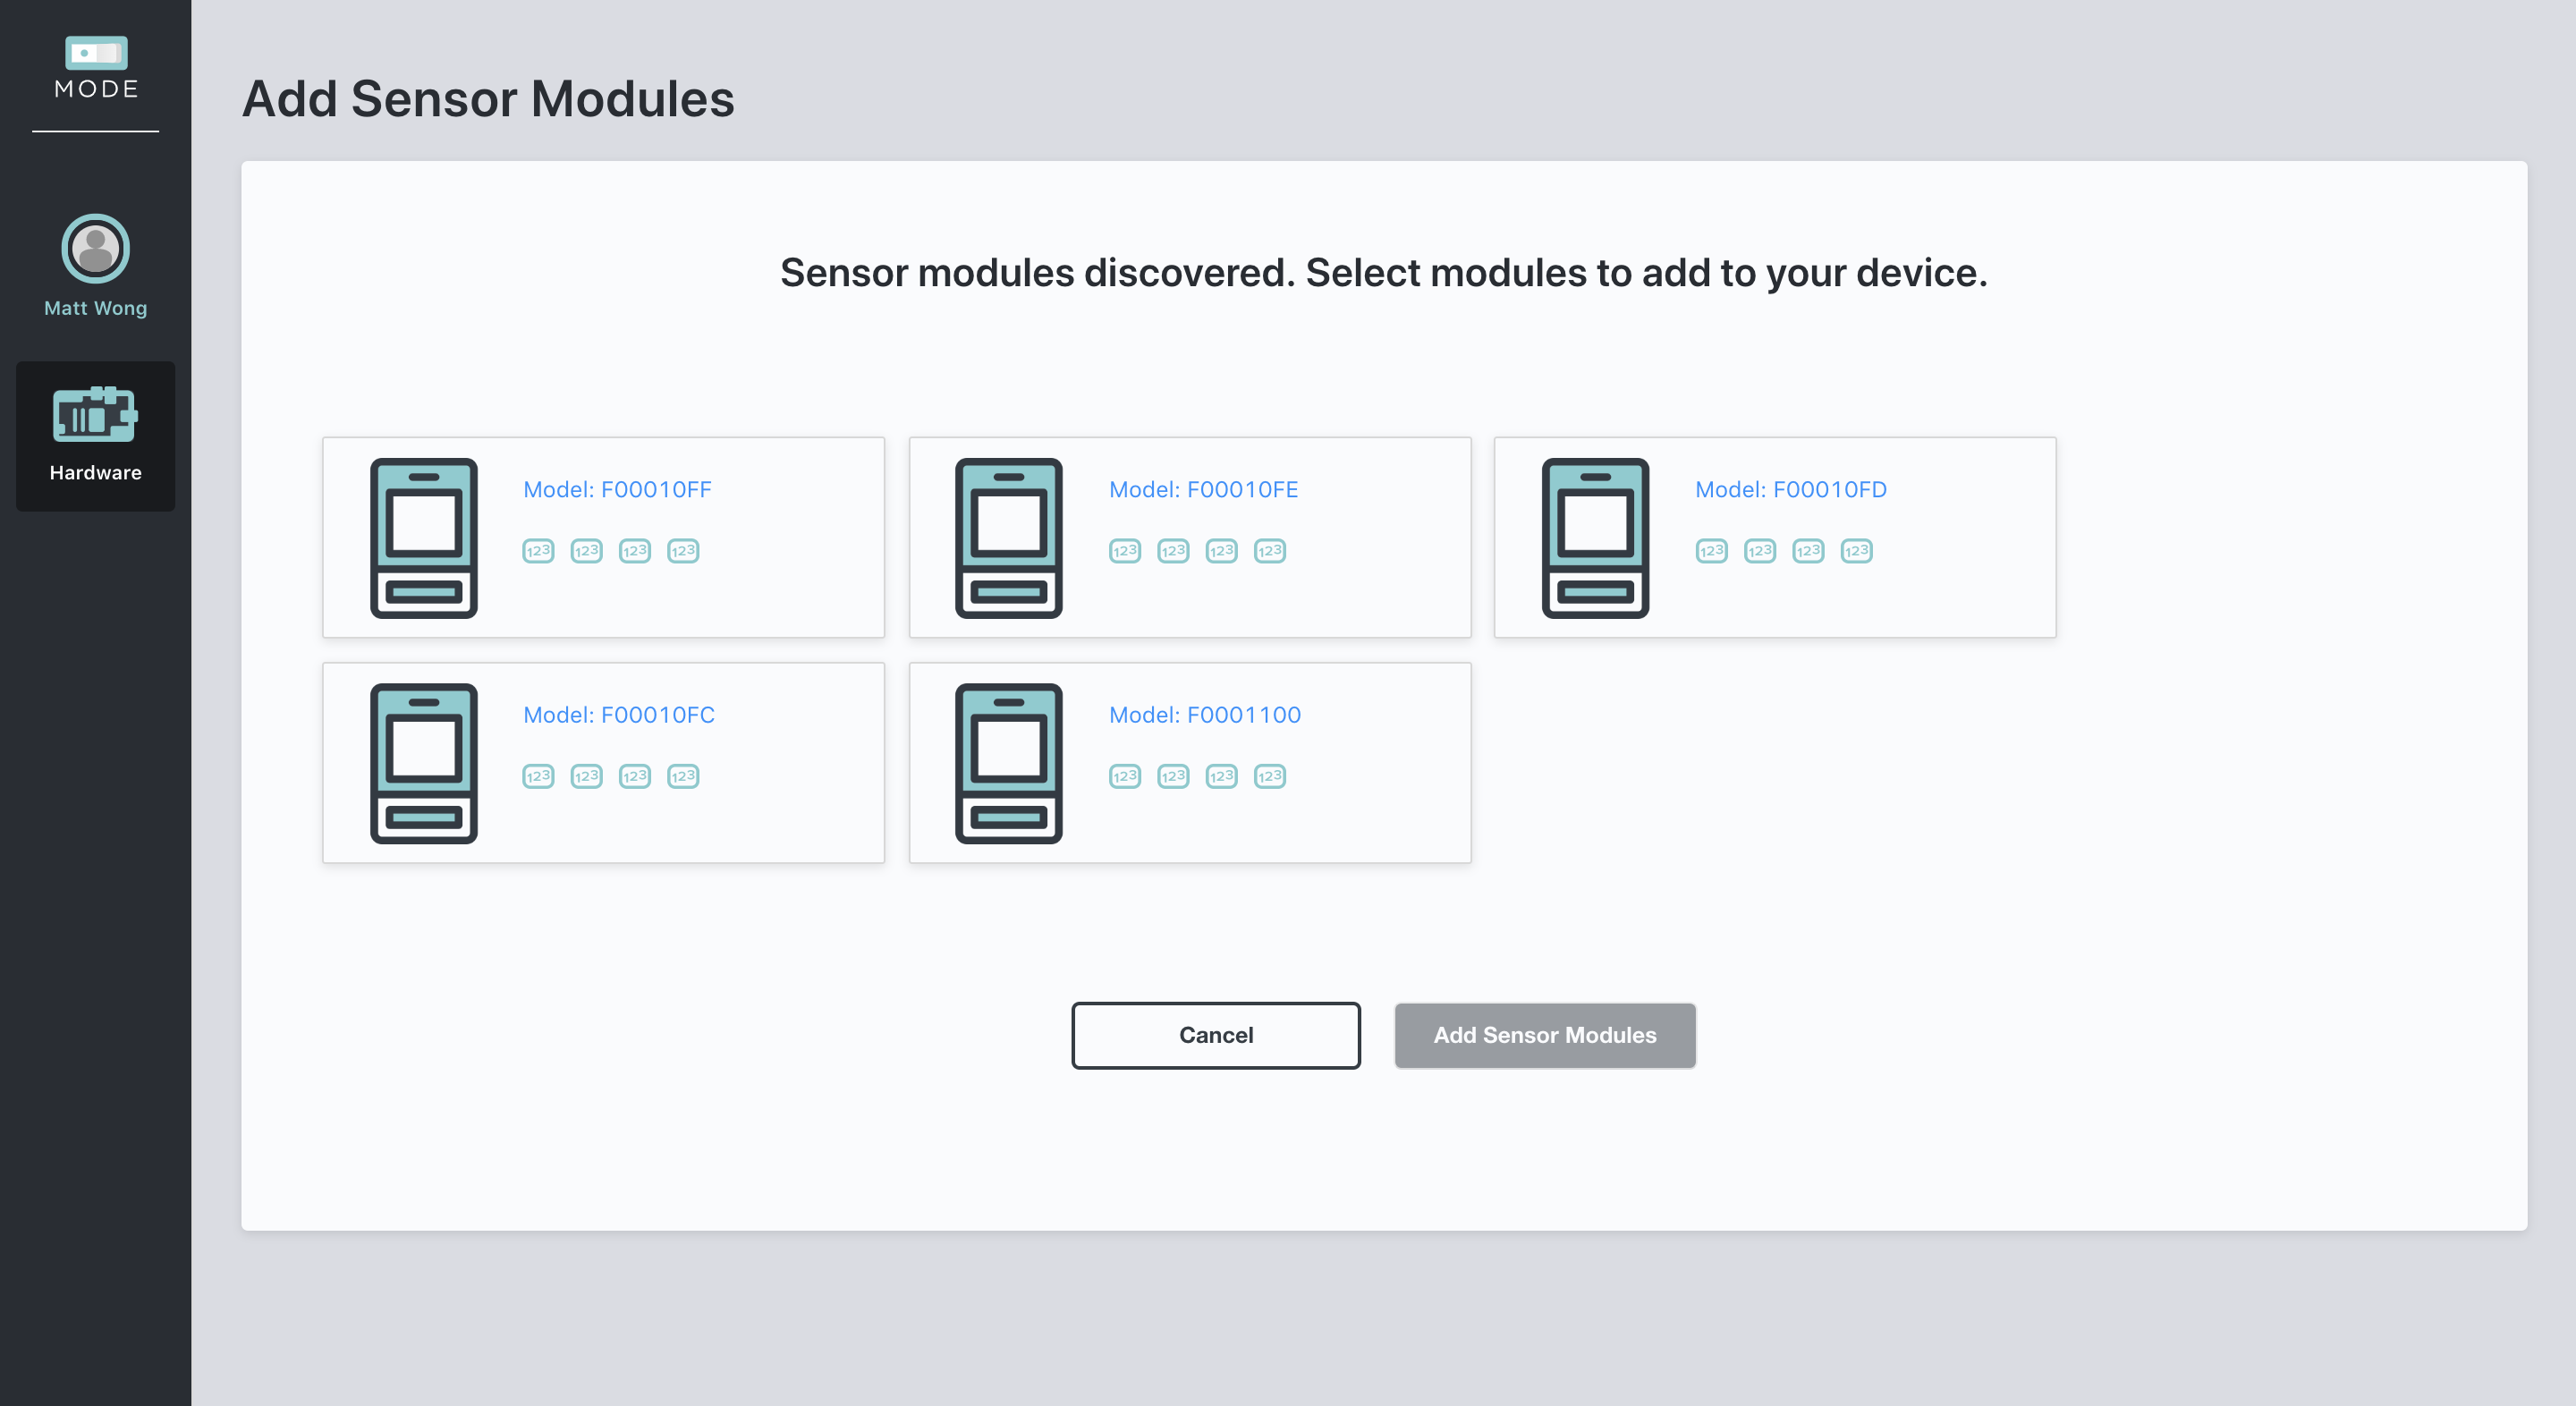 MODE
Matt Wong
Hardware
Add Sensor Modules
Sensor modules discovered. Select modules to add to your device.
Model: F00010FF
123 123 123 123
Model: F00010FE
123 123 123 123
Model: F00010FD
123 123 123 123
Model: F00010FC
123 123 123 123
Model: F0001100
123 123 123 123
Cancel
Add Sensor Modules